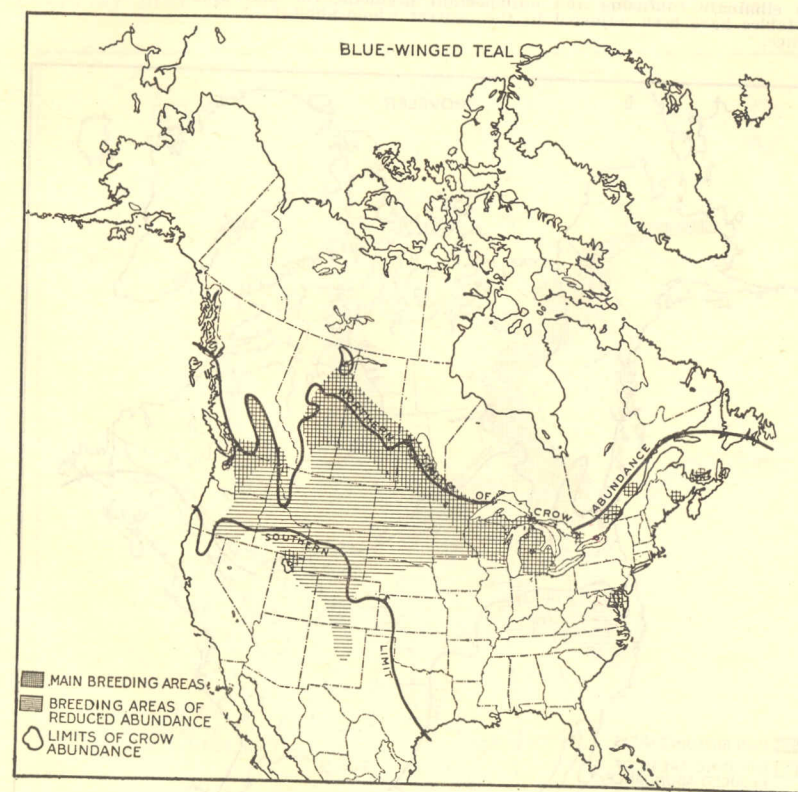 BLUE-WINGED TEAL
NORTHERN LIMITS OF CROW ABUNDANCE
SOUTHERN LIMIT
MAIN BREEDING AREAS
BREEDING AREAS OF
REDUCED ABUNDANCE
LIMITS OF CROW
ABUNDANCE